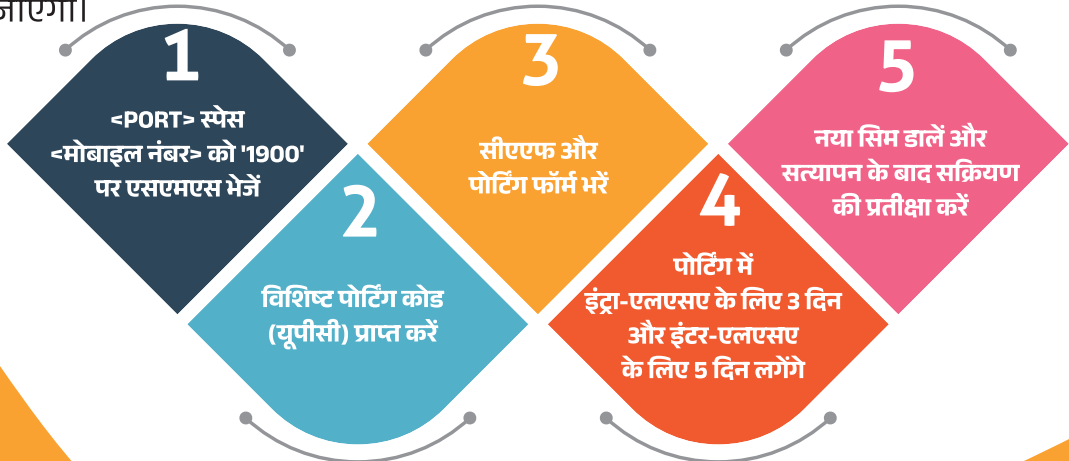 जाएगा।
1
<PORT> स्पेस
<मोबाइल नंबर> को '1900'
पर एसएमएस भेजें
2
विशिष्ट पोर्टिंग कोड
(यूपीसी) प्राप्त करें
3
सीएएफ और
पोर्टिंग फॉर्म भरें
4
पोर्टिंग में
इंट्रा-एलएसए के लिए 3 दिन
और इंटर-एलएसए
के लिए 5 दिन लगेंगे
5
नया सिम डालें और
सत्यापन के बाद सक्रियण
की प्रतीक्षा करें